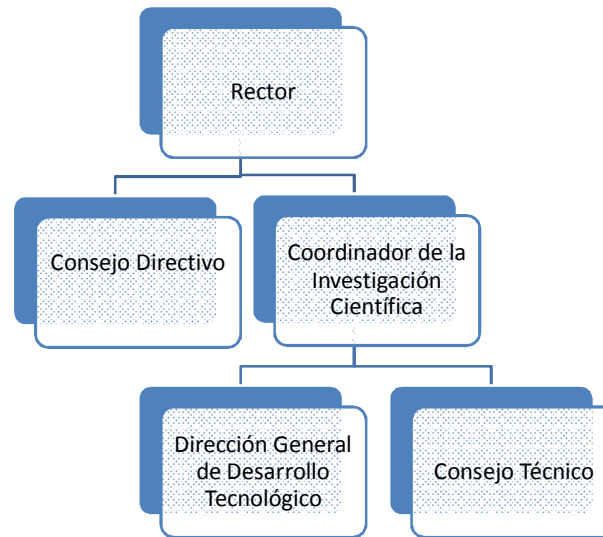 Rector
Consejo Directivo
Coordinador de la
Investigación
Científica
Dirección General
de Desarrollo
Tecnológico
Consejo Técnico